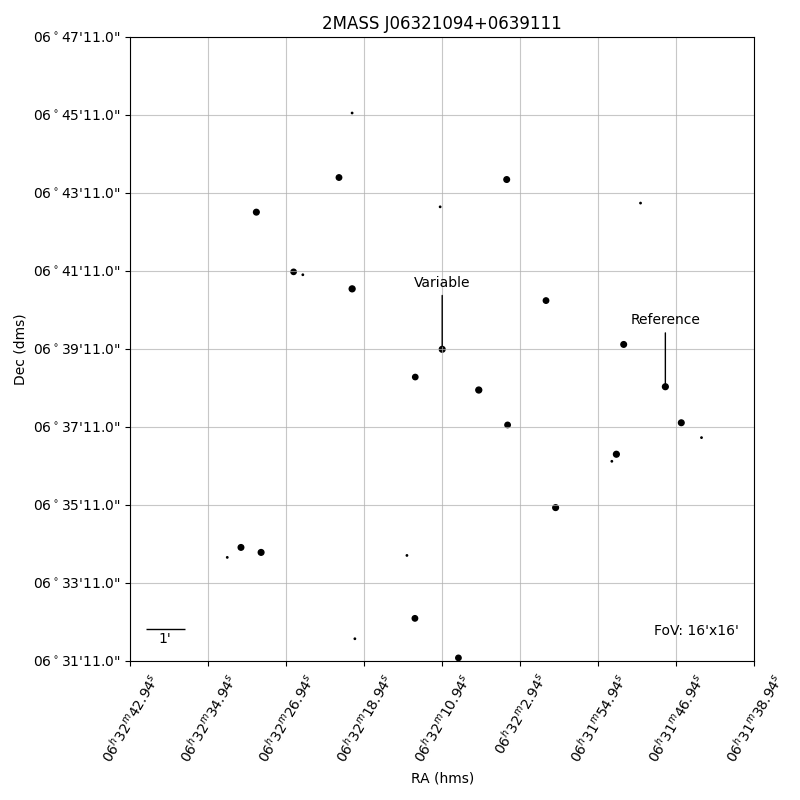 2MASS J06321094+0639111
06°47'11.0"
06°45'11.0"
06°43'11.0"
06°41'11.0"
06°39'11.0"
06°37'11.0"
06°35'11.0"
06°33'11.0"
06°31'11.0"
Dec (dms)
Variable
Reference
1'
FoV: 16'x16'
06ʰ32ᵐ42.94ˢ
06ʰ32ᵐ34.94ˢ
06ʰ32ᵐ26.94ˢ
06ʰ32ᵐ18.94ˢ
06ʰ32ᵐ10.94ˢ
06ʰ32ᵐ2.94ˢ
06ʰ31ᵐ54.94ˢ
06ʰ31ᵐ46.94ˢ
06ʰ31ᵐ38.94ˢ
RA (hms)